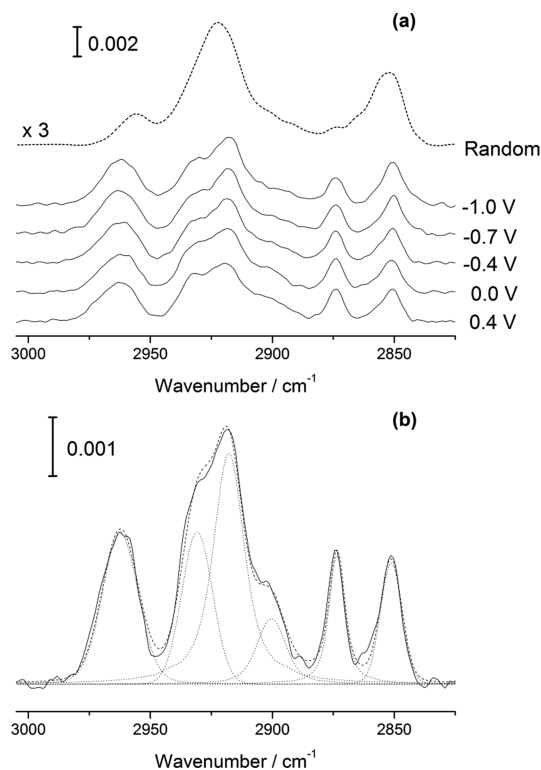 (a)
0.002
x 3
Random
-1.0 V
-0.7 V
-0.4 V
0.0 V
0.4 V
3000 2950 2900 2850
Wavenumber / cm-1
(b)
0.001
3000 2950 2900 2850
Wavenumber / cm-1